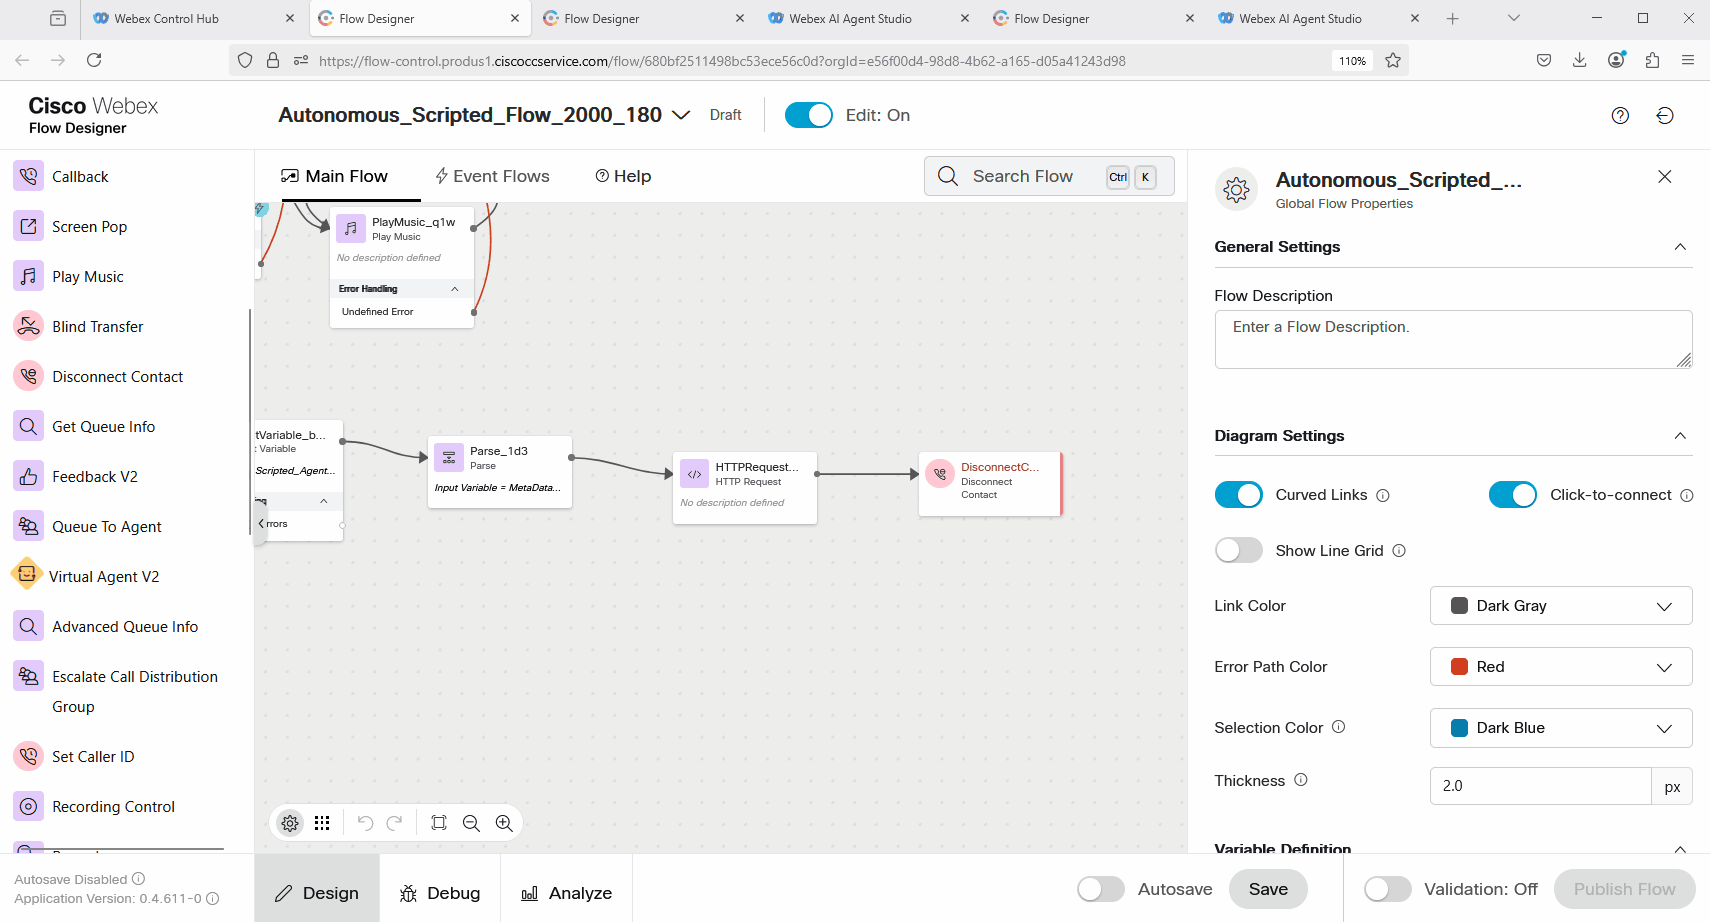 Webex Control Hub
Flow Designer
Flow Designer
Webex AI Agent Studio
Flow Designer
Webex AI Agent Studio
https://flow-control.produs1.ciscoccservice.com/flow/680bf2511498bc53ece56c0d?orgId=e56f00d4-98d8-4b62-a165-d05a41243d98
110%
Cisco Webex
Flow Designer
Autonomous_Scripted_Flow_2000_180
Draft
Edit: On
Callback
Screen Pop
Play Music
Blind Transfer
Disconnect Contact
Get Queue Info
Feedback V2
Queue To Agent
Virtual Agent V2
Advanced Queue Info
Escalate Call Distribution
Group
Set Caller ID
Recording Control
Autosave Disabled
Application Version: 0.4.611-0
Main Flow
Event Flows
Help
Search Flow
Ctrl
K
PlayMusic_q1w
Play Music
No description defined
Error Handling
Undefined Error
tVariable_b...
t Variable
Scripted_Agent...
ng
rrors
Parse_1d3
Parse
Input Variable = MetaData...
HTTPRequest...
HTTP Request
No description defined
DisconnectC...
Disconnect
Contact
Autonomous_Scripted_...
Global Flow Properties
General Settings
Flow Description
Enter a Flow Description.
Diagram Settings
Curved Links
Click-to-connect
Show Line Grid
Link Color
Dark Gray
Error Path Color
Red
Selection Color
Dark Blue
Thickness
2.0
px
Variable Definition
Design
Debug
Analyze
Autosave
Save
Validation: Off
Publish Flow